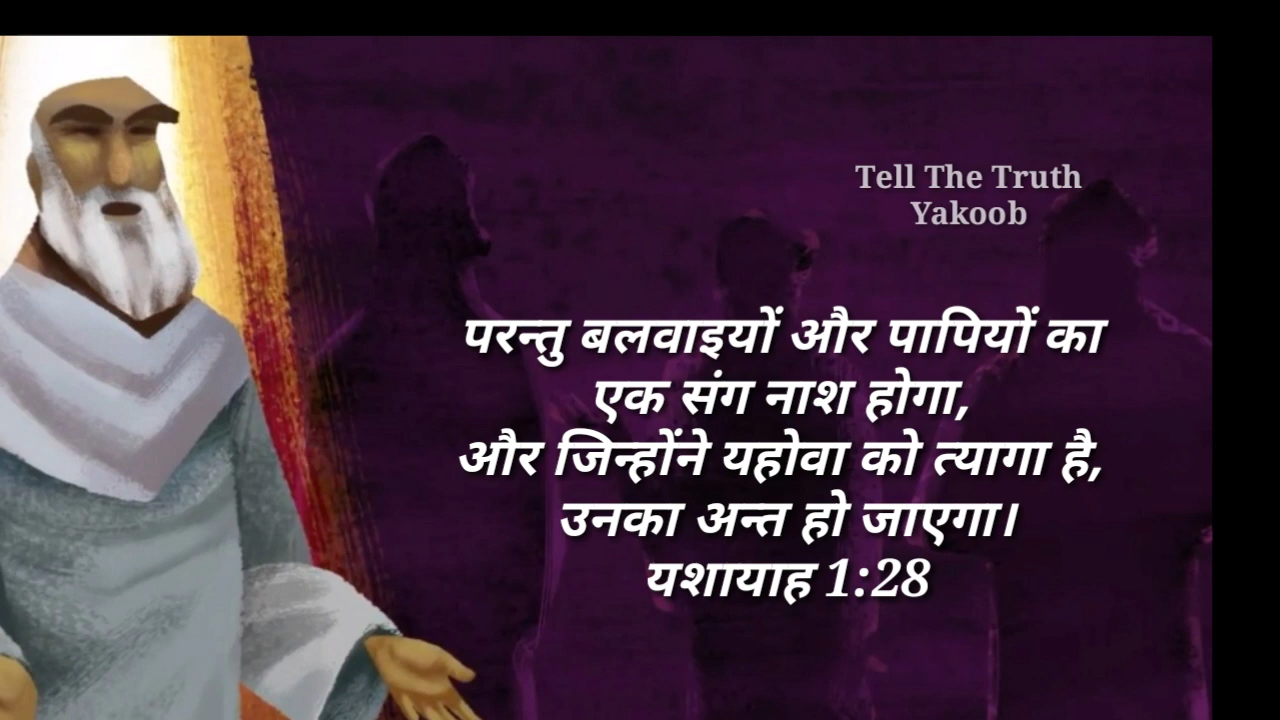 Tell The Truth
Yakoob
परन्तु बलवाइयों और पापियों का
एक संग नाश होगा,
और जिन्होंने यहोवा को त्यागा है,
उनका अन्त हो जाएगा।
यशायाह 1:28